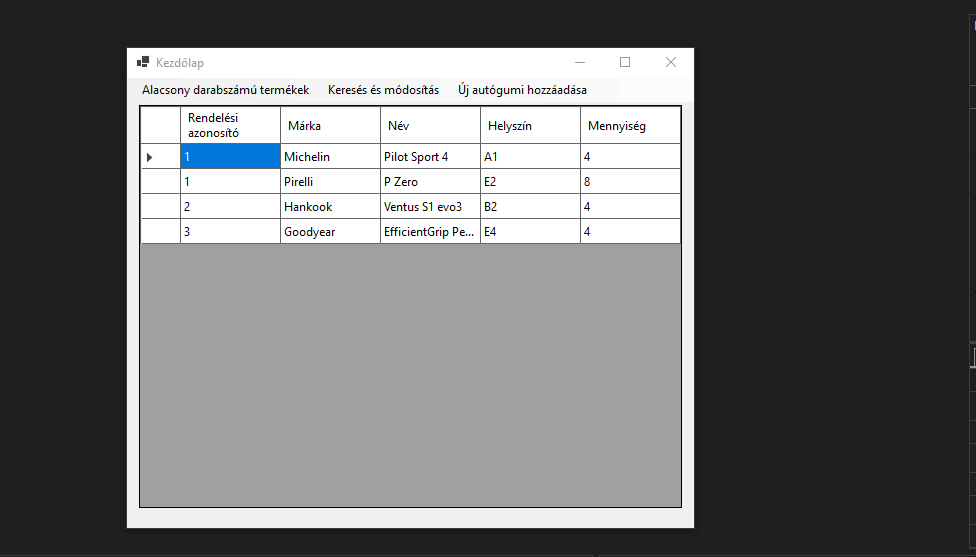 Kezdőlap
Alacsony darabszámú termékek Keresés és módosítás Új autógumi hozzáadása
Rendelési azonosító Márka Név Helyszín Mennyiség
1 Michelin Pilot Sport 4 A1 4
1 Pirelli P Zero E2 8
2 Hankook Ventus S1 evo3 B2 4
3 Goodyear EfficientGrip Pe... E4 4